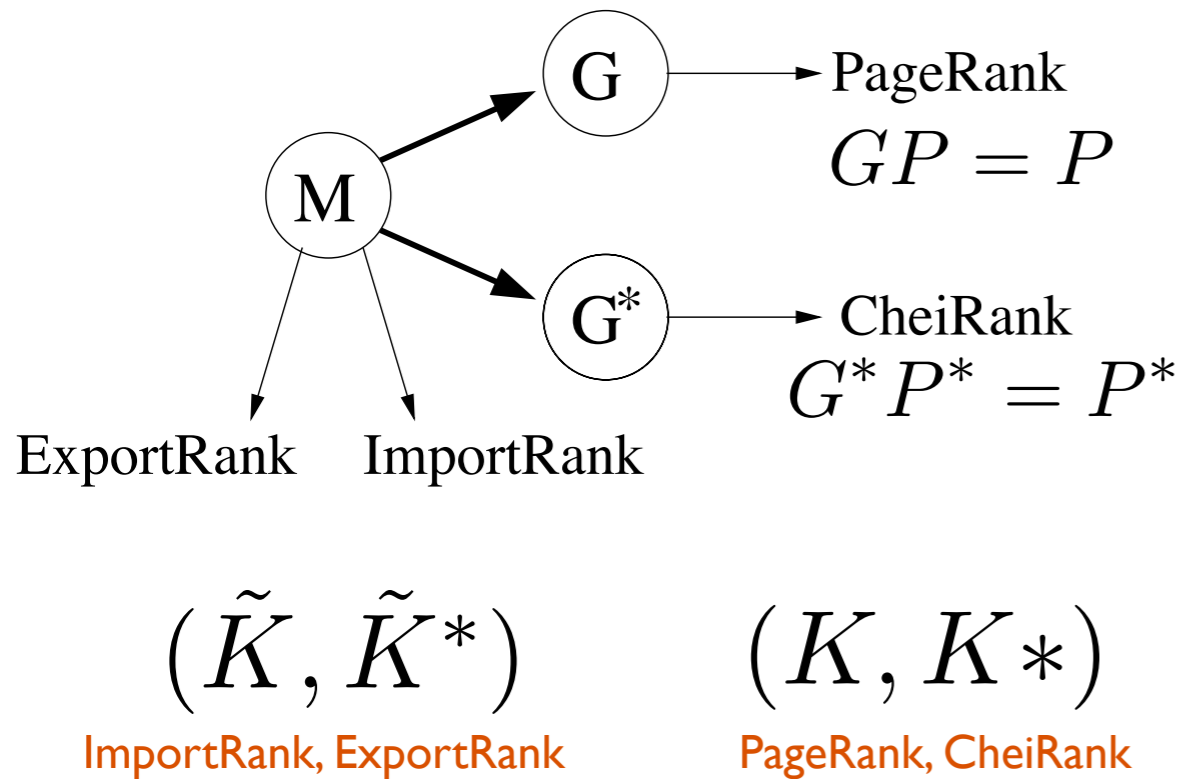 G
PageRank
GP = P
M
G*
CheiRank
G* P* = P*
ExportRank ImportRank
(K̃, K̃*) (K, K*)
ImportRank, ExportRank PageRank, CheiRank